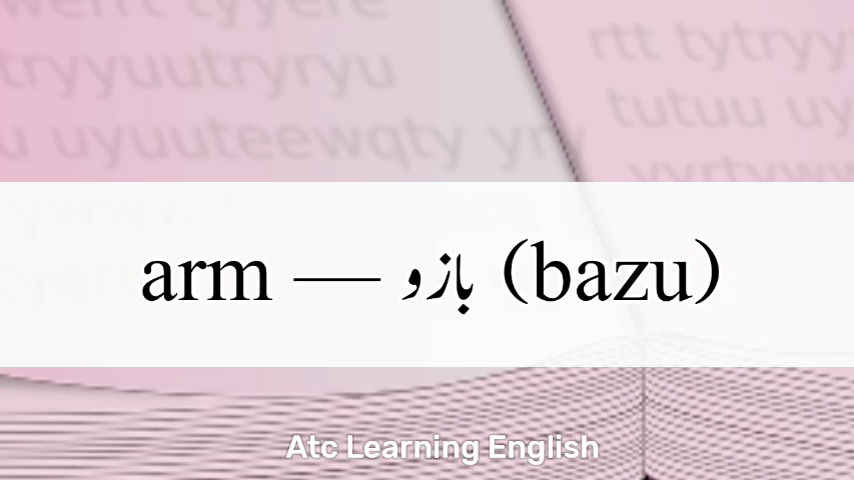 arm — بازو (bazu)
Atc Learning English